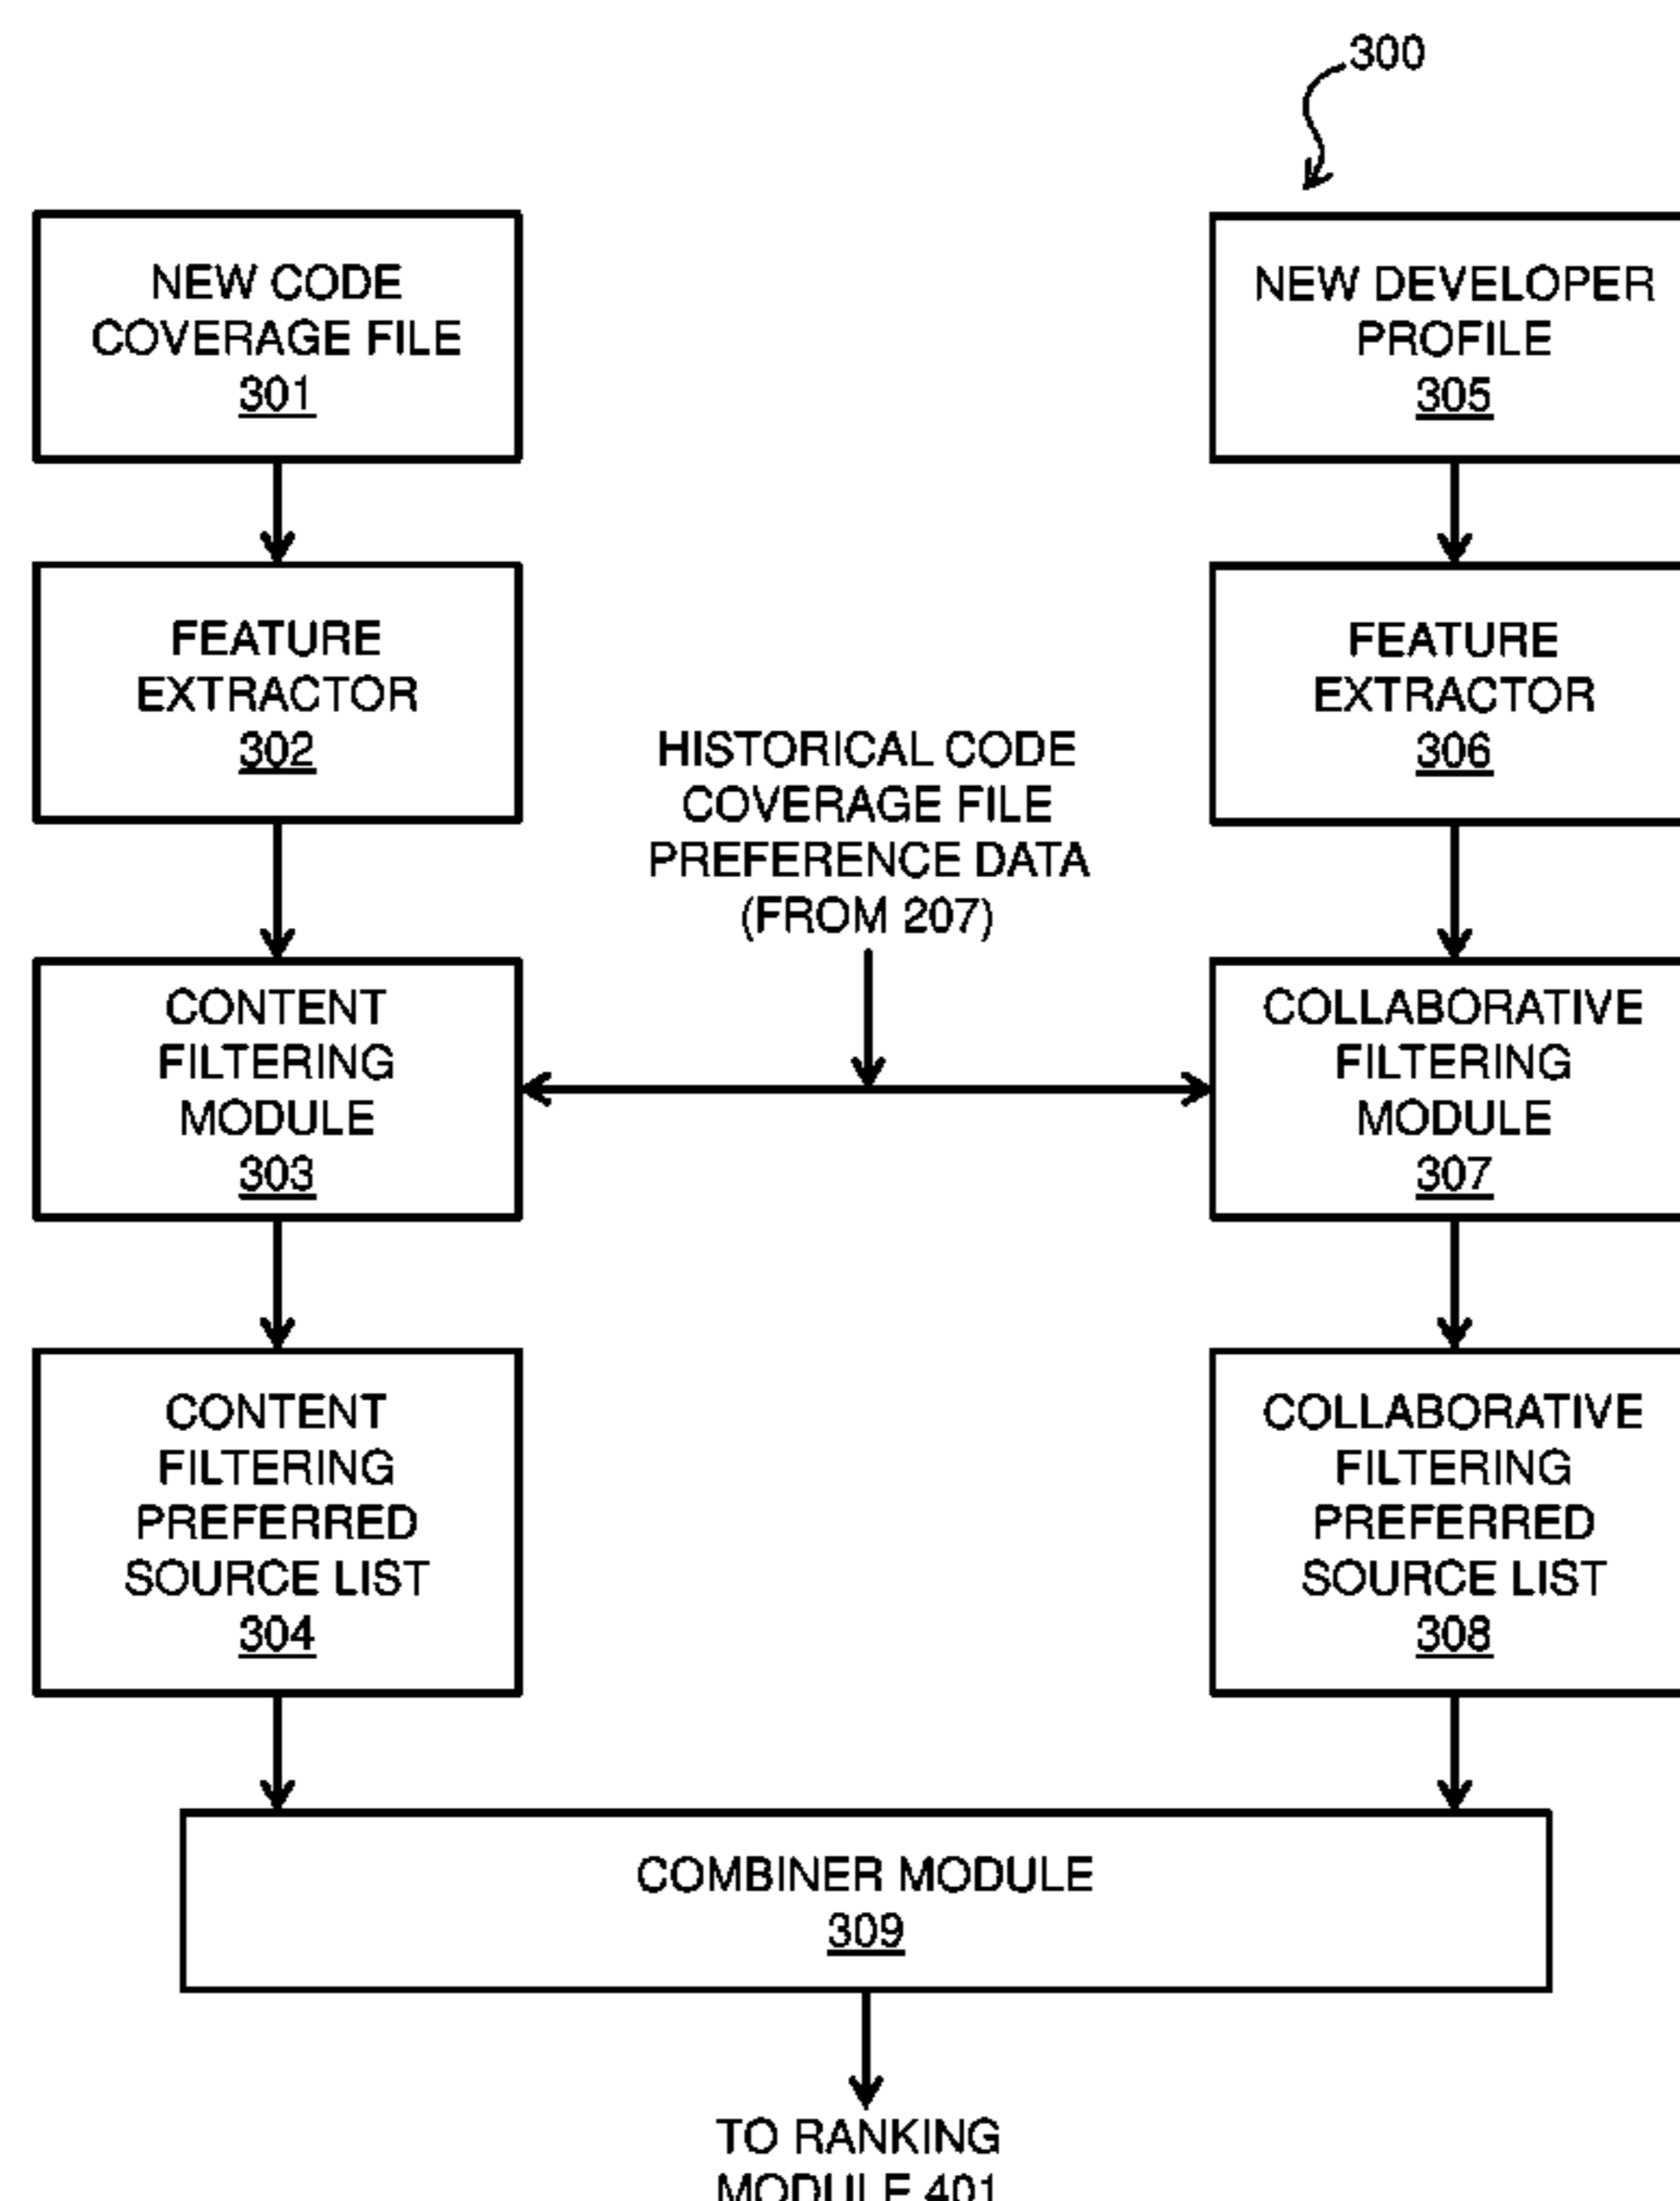 300
NEW CODE
COVERAGE FILE
301
NEW DEVELOPER
PROFILE
305
FEATURE
EXTRACTOR
302
FEATURE
EXTRACTOR
306
HISTORICAL CODE
COVERAGE FILE
PREFERENCE DATA
(FROM 207)
CONTENT
FILTERING
MODULE
303
COLLABORATIVE
FILTERING
MODULE
307
CONTENT
FILTERING
PREFERRED
SOURCE LIST
304
COLLABORATIVE
FILTERING
PREFERRED
SOURCE LIST
308
COMBINER MODULE
309
TO RANKING
MODULE 401